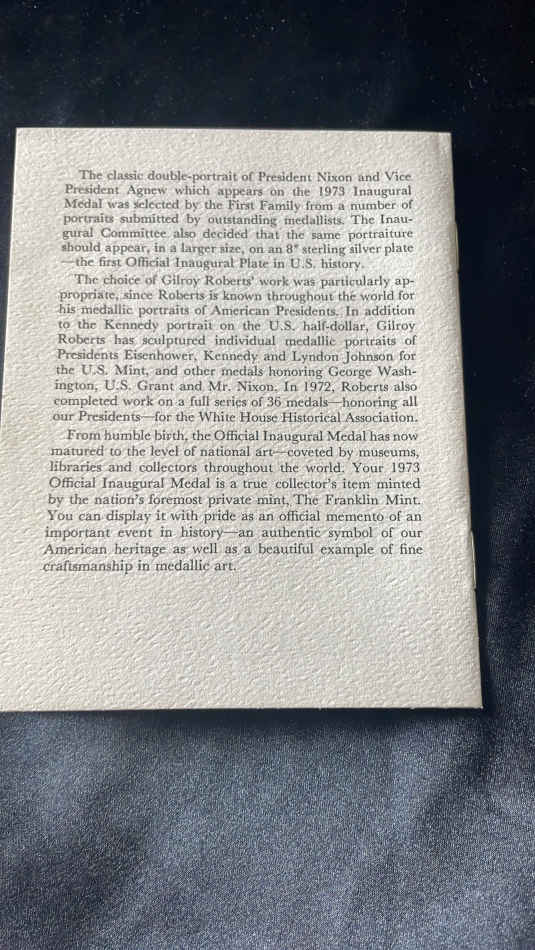 The classic double-portrait of President Nixon and Vice
President Agnew which appears on the 1973 Inaugural
Medal was selected by the First Family from a number of
portraits submitted by outstanding medallists. The Inau-
gural Committee also decided that the same portraiture
should appear, in a larger size, on an 8" sterling silver plate
—the first Official Inaugural Plate in U.S. history.
The choice of Gilroy Roberts' work was particularly ap-
propriate, since Roberts is known throughout the world for
his medallic portraits of American Presidents. In addition
to the Kennedy portrait on the U.S. half-dollar, Gilroy
Roberts has sculptured individual medallic portraits of
Presidents Eisenhower, Kennedy and Lyndon Johnson for
the U.S. Mint, and other medals honoring George Wash-
ington, U.S. Grant and Mr. Nixon. In 1972, Roberts also
completed work on a full series of 36 medals—honoring all
our Presidents—for the White House Historical Association.
From humble birth, the Official Inaugural Medal has now
matured to the level of national art—coveted by museums,
libraries and collectors throughout the world. Your 1973
Official Inaugural Medal is a true collector's item minted
by the nation's foremost private mint, The Franklin Mint.
You can display it with pride as an official memento of an
important event in history—an authentic symbol of our
American heritage as well as a beautiful example of fine
craftsmanship in medallic art.